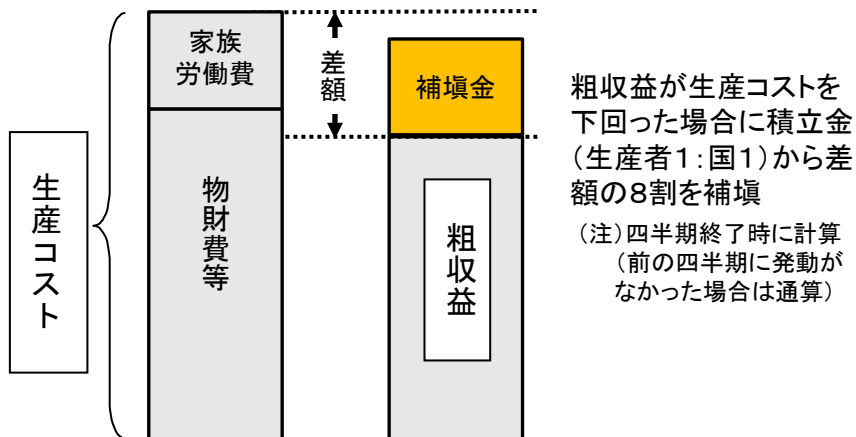 家族
労働費
差額
補塡金
粗収益が生産コストを
下回った場合に積立金
(生産者1:国1)から差
額の8割を補塡
(注)四半期終了時に計算
(前の四半期に発動が
なかった場合は通算)
生産コスト
物財費等
粗収益